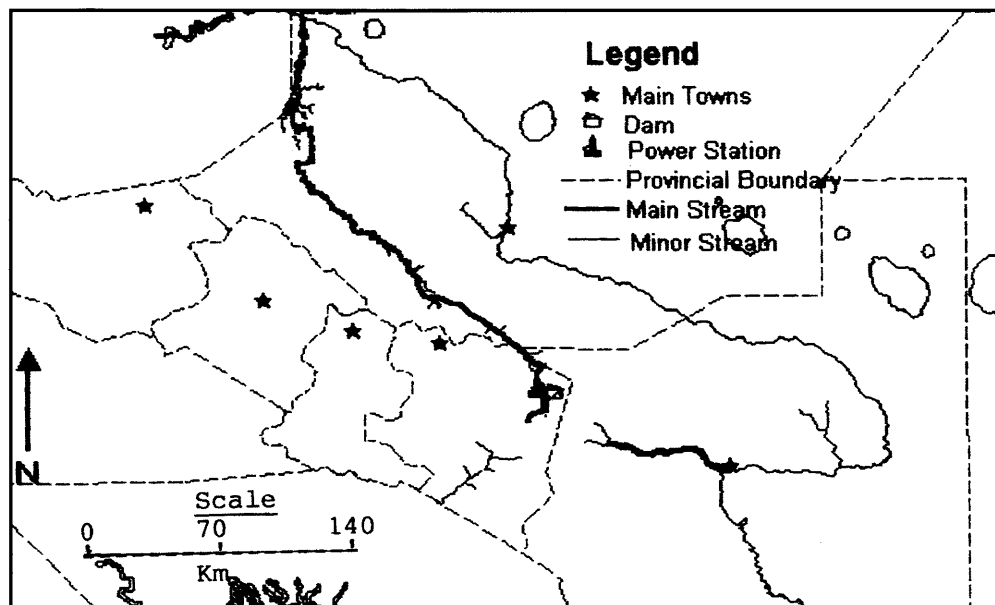 Legend
Main Towns
Dam
Power Station
Provincial Boundary
Main Stream
Minor Stream
N
Scale
0 70 140
Km